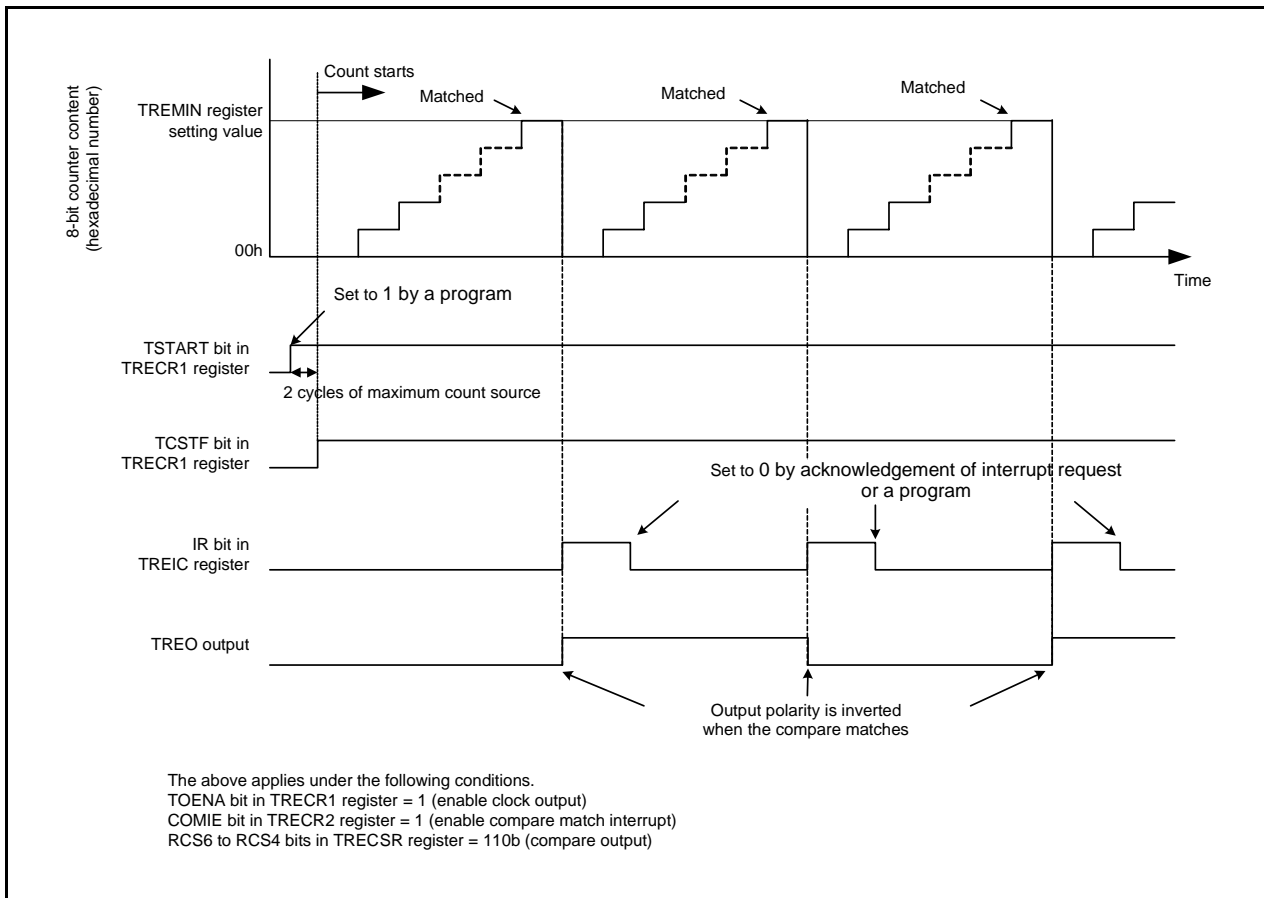 8-bit counter content
(hexadecimal number)
Count starts
Matched
Matched
Matched
TREMIN register
setting value
00h
Time
Set to 1 by a program
TSTART bit in
TRECR1 register
2 cycles of maximum count source
TCSTF bit in
TRECR1 register
Set to 0 by acknowledgement of interrupt request
or a program
IR bit in
TREIC register
TREO output
Output polarity is inverted
when the compare matches
The above applies under the following conditions.
TOENA bit in TRECR1 register = 1 (enable clock output)
COMIE bit in TRECR2 register = 1 (enable compare match interrupt)
RCS6 to RCS4 bits in TRECSR register = 110b (compare output)